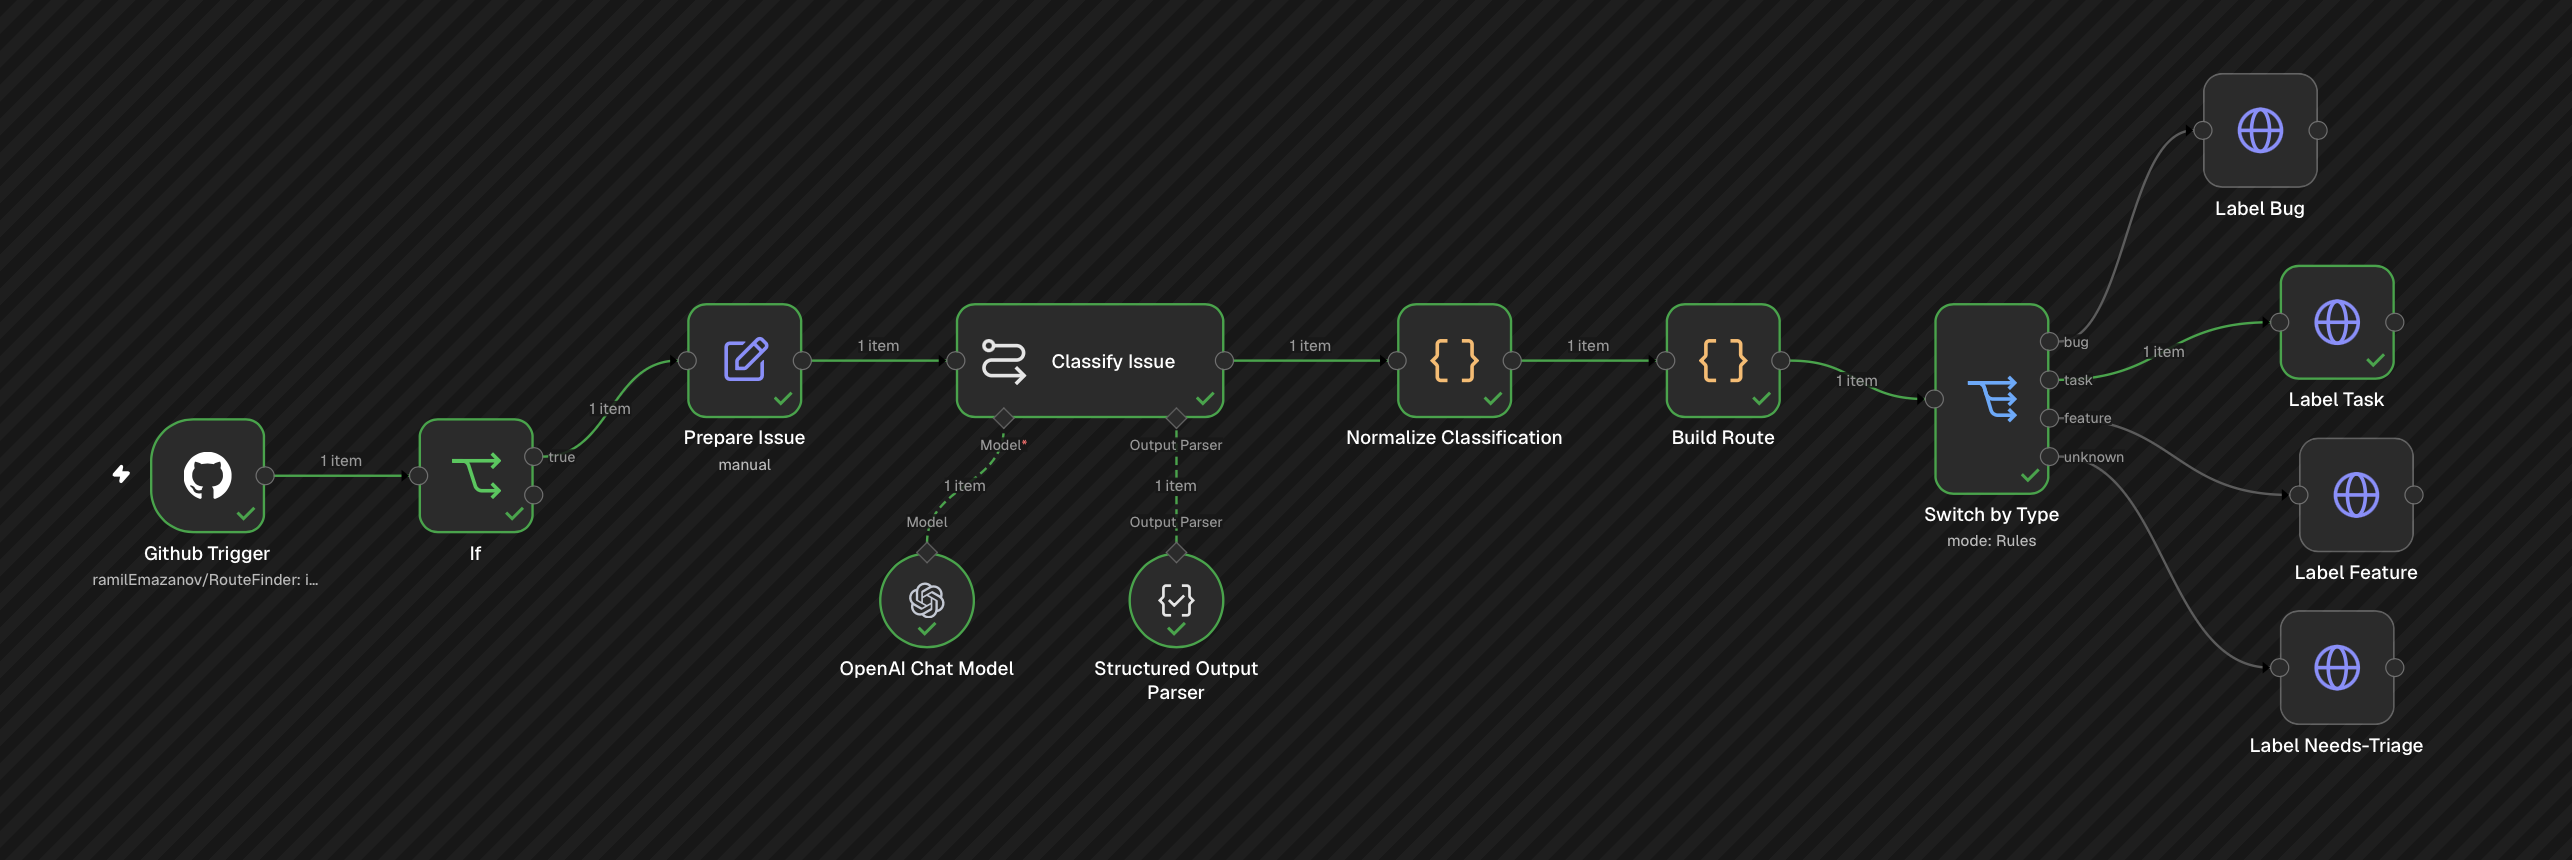 Github Trigger
ramilEmazanov/RouteFinder: i...
1 item
If
true
1 item
Prepare Issue
manual
1 item
Classify Issue
Model*
1 item
Model
OpenAI Chat Model
Output Parser
1 item
Output Parser
Structured Output
Parser
1 item
Normalize Classification
1 item
Build Route
1 item
Switch by Type
mode: Rules
bug
task
feature
unknown
1 item
Label Bug
Label Task
Label Feature
Label Needs-Triage